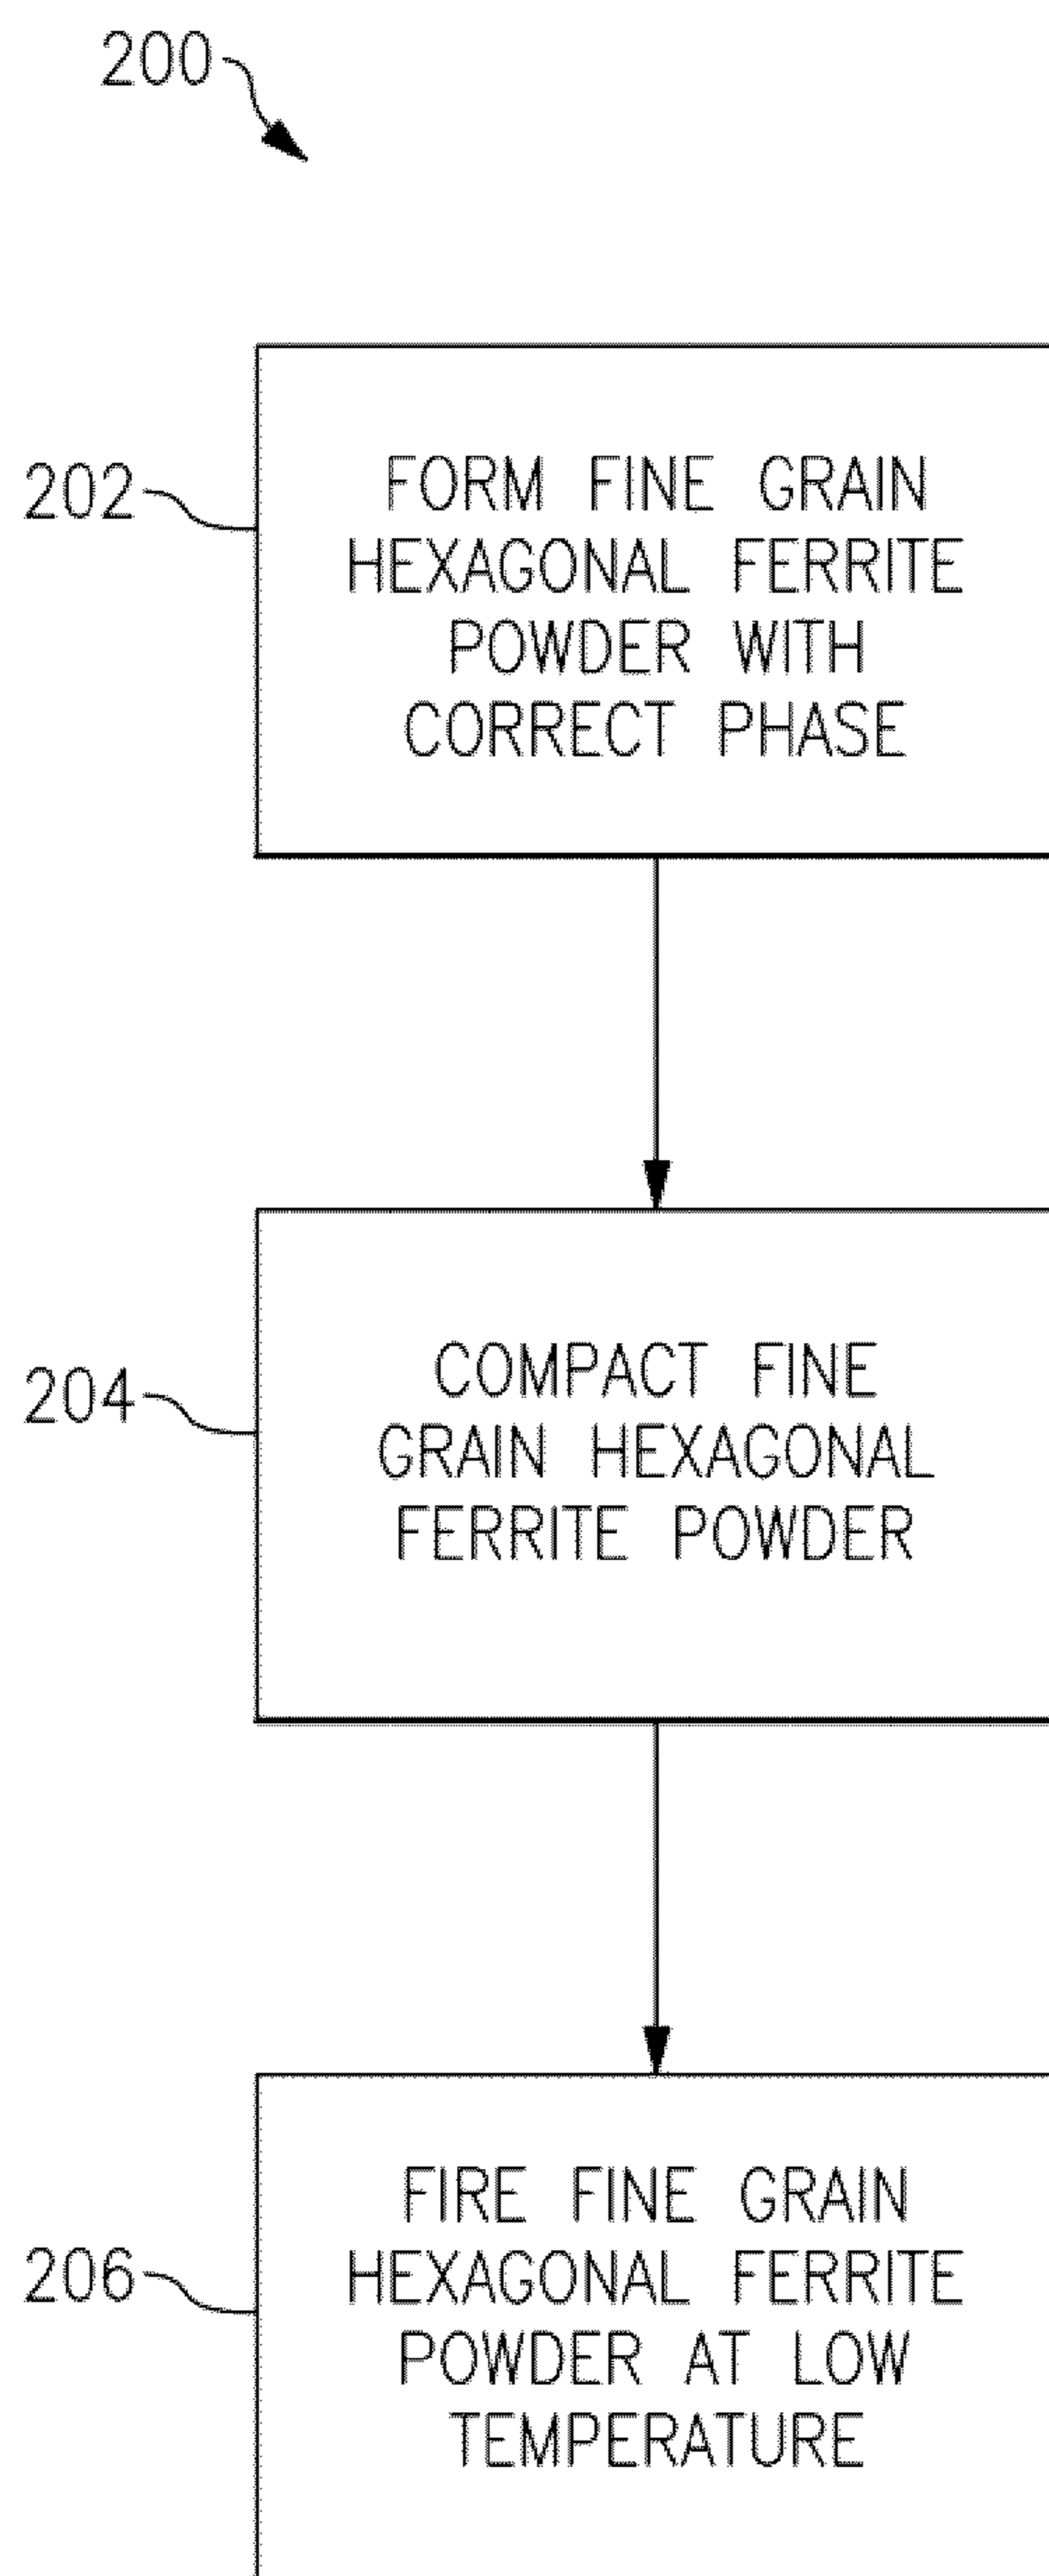 200
202
FORM FINE GRAIN
HEXAGONAL FERRITE
POWDER WITH
CORRECT PHASE
204
COMPACT FINE
GRAIN HEXAGONAL
FERRITE POWDER
206
FIRE FINE GRAIN
HEXAGONAL FERRITE
POWDER AT LOW
TEMPERATURE